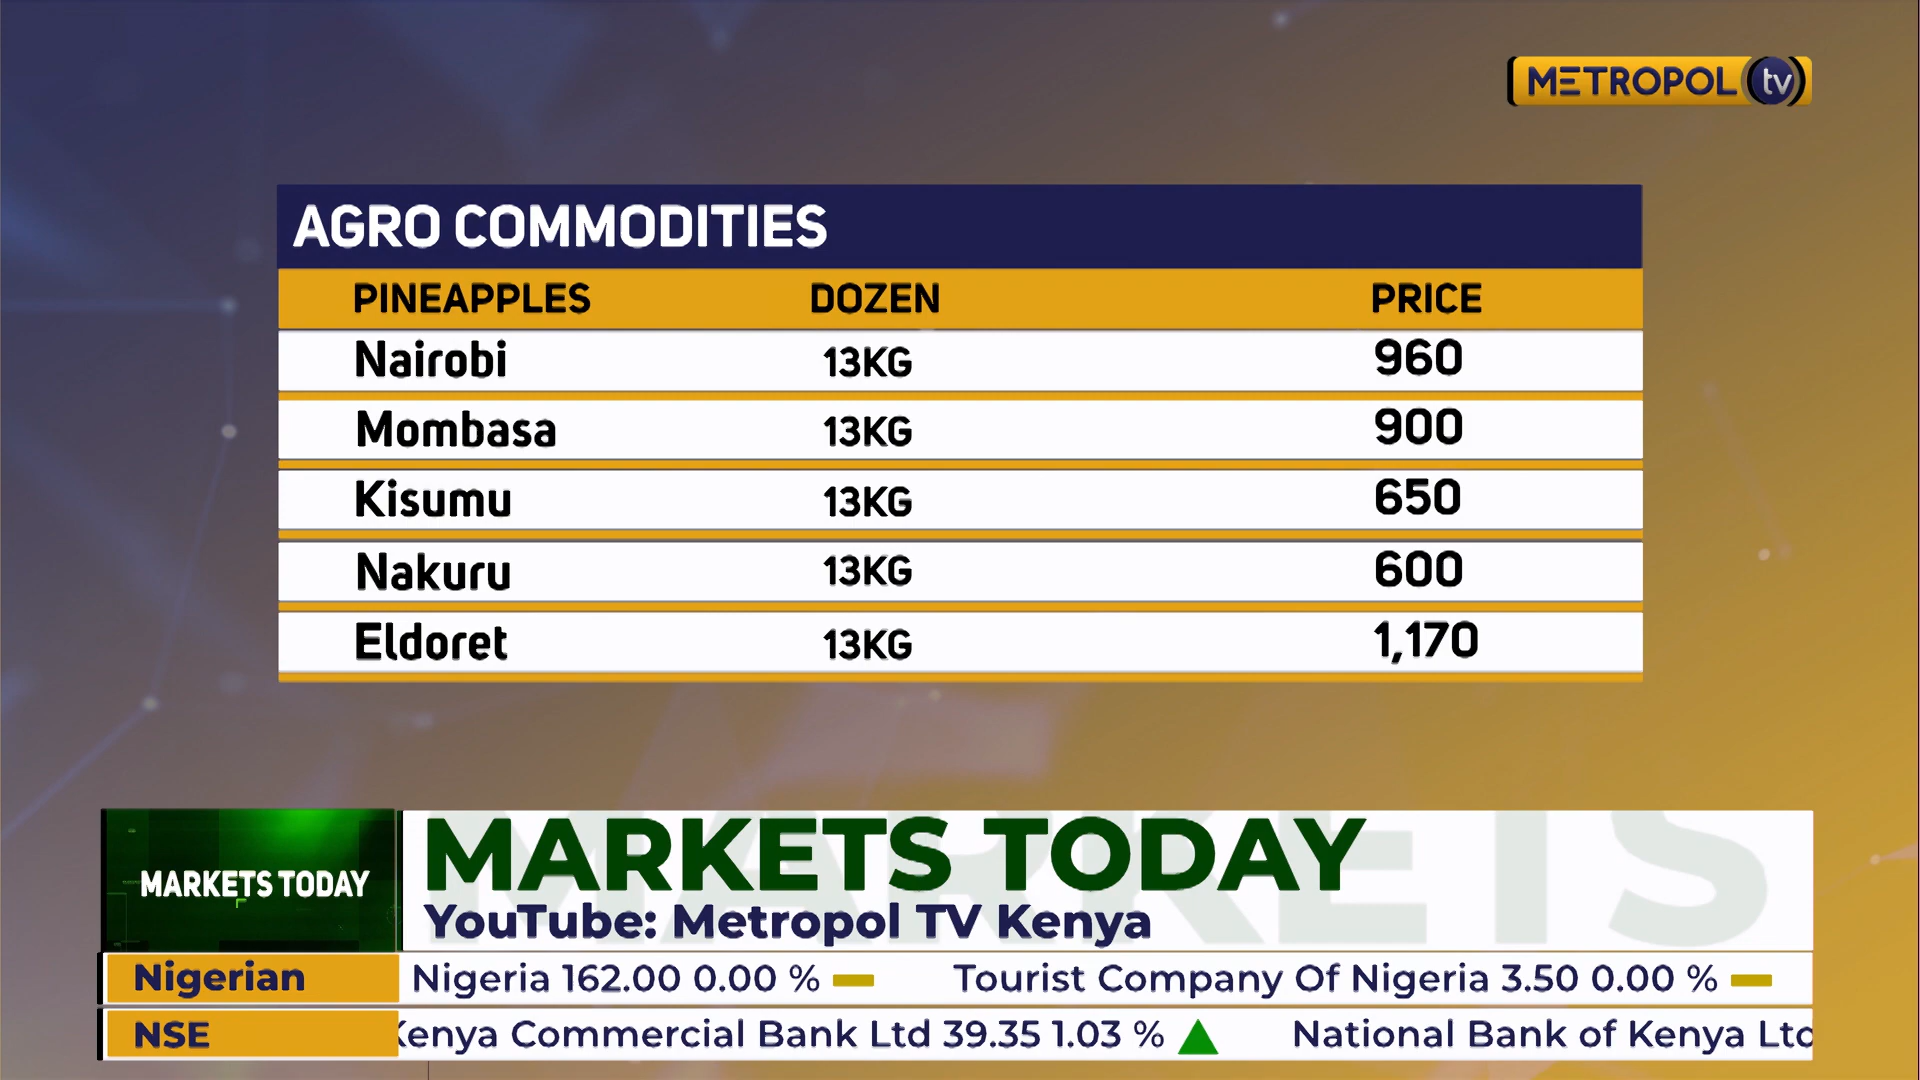 METROPOL tv
AGRO COMMODITIES
PINEAPPLES DOZEN PRICE
Nairobi 13KG 960
Mombasa 13KG 900
Kisumu 13KG 650
Nakuru 13KG 600
Eldoret 13KG 1,170
MARKETS TODAY
MARKETS TODAY
YouTube: Metropol TV Kenya
MARKETS
Nigerian Nigeria 162.00 0.00 % Tourist Company Of Nigeria 3.50 0.00 %
NSE Kenya Commercial Bank Ltd 39.35 1.03 % National Bank of Kenya Ltd